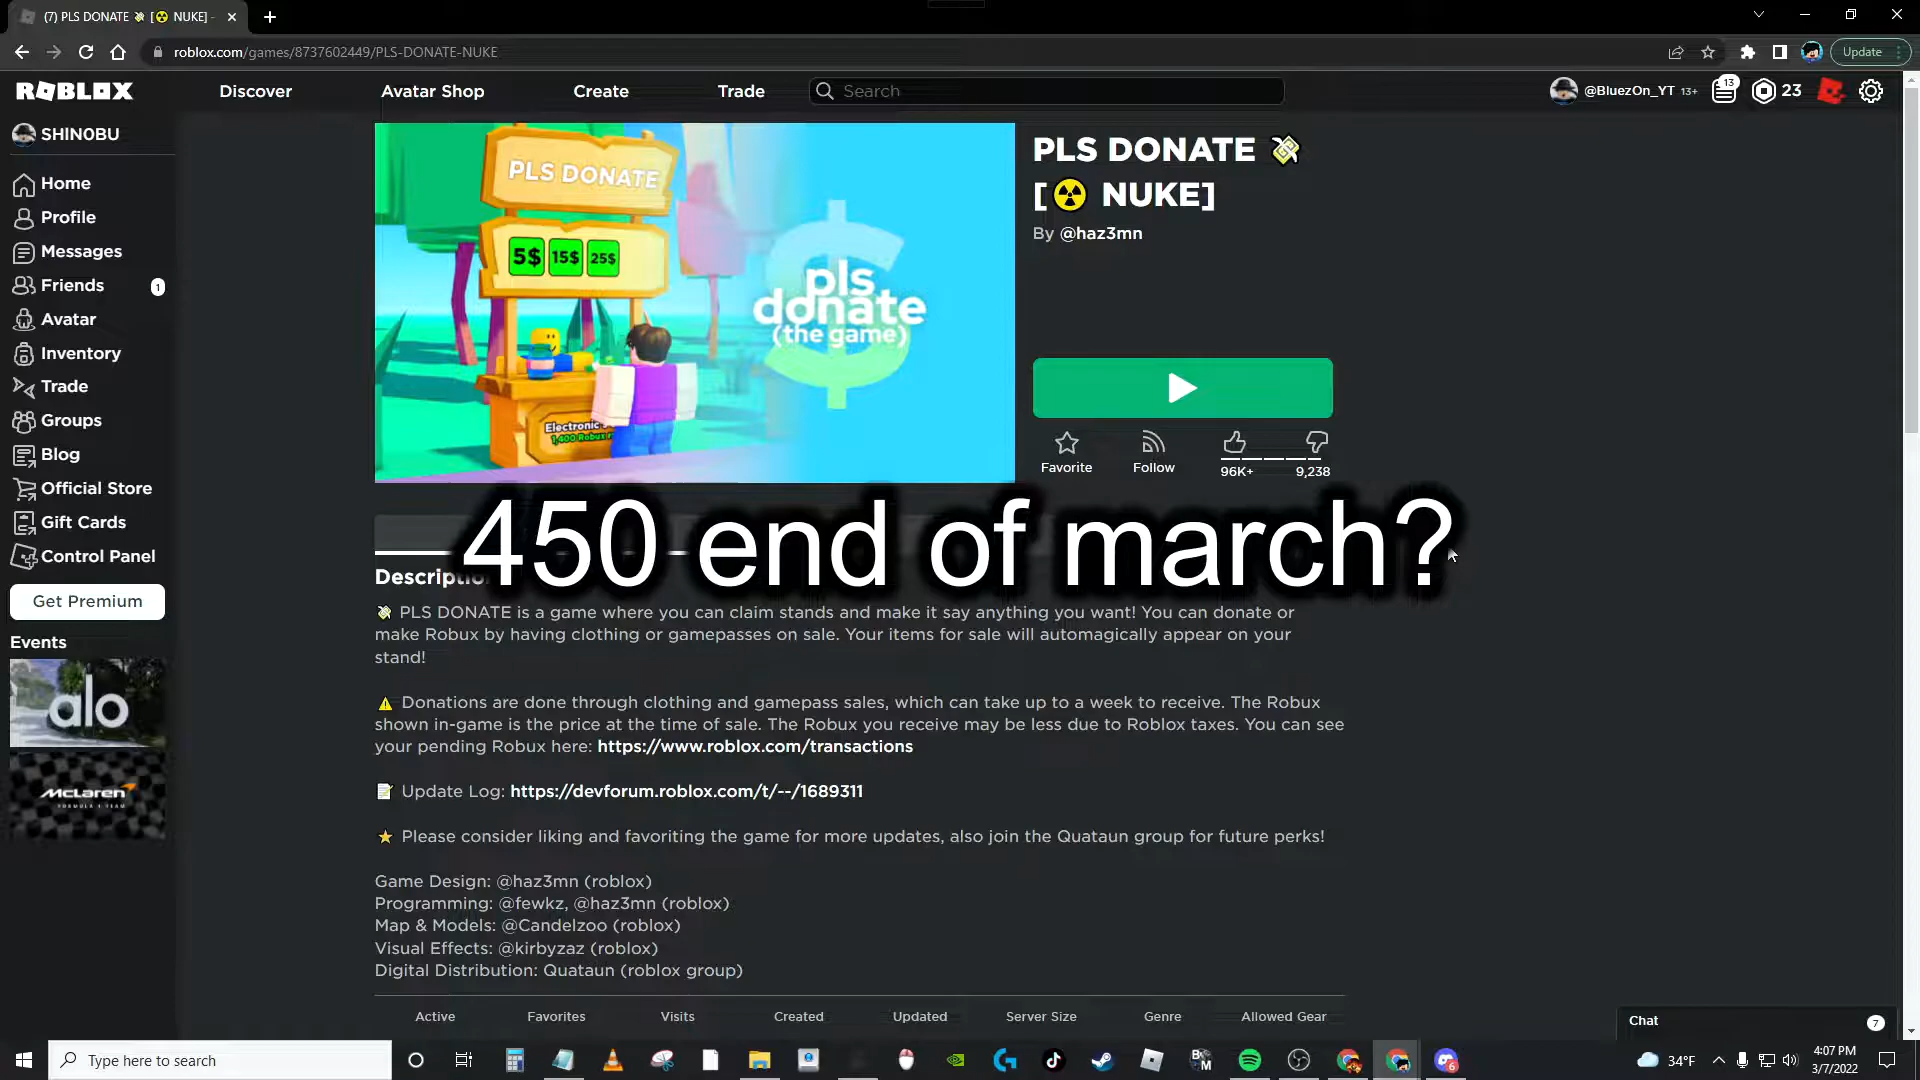 (7) PLS DONATE 💸 [☢ NUKE] -
roblox.com/games/8737602449/PLS-DONATE-NUKE
Update
ROBLOX
Discover
Avatar Shop
Create
Trade
Search
@BluezOn_YT 13+
13
23
SHIN0BU
Home
Profile
Messages
Friends
1
Avatar
Inventory
Trade
Groups
Blog
Official Store
Gift Cards
Control Panel
Get Premium
Events
alo
McLaren
FORMULA 1 TEAM
PLS DONATE
5$ 15$ 25$
pls
donate
(the game)
PLS DONATE 💸
[☢ NUKE]
By @haz3mn
Favorite
Follow
96K+
9,238
450 end of march?
💸 PLS DONATE is a game where you can claim stands and make it say anything you want! You can donate or
make Robux by having clothing or gamepasses on sale. Your items for sale will automagically appear on your
stand!
⚠ Donations are done through clothing and gamepass sales, which can take up to a week to receive. The Robux
shown in-game is the price at the time of sale. The Robux you receive may be less due to Roblox taxes. You can see
your pending Robux here: https://www.roblox.com/transactions
📝 Update Log: https://devforum.roblox.com/t/--/1689311
⭐ Please consider liking and favoriting the game for more updates, also join the Quataun group for future perks!
Game Design: @haz3mn (roblox)
Programming: @fewkz, @haz3mn (roblox)
Map & Models: @Candelzoo (roblox)
Visual Effects: @kirbyzaz (roblox)
Digital Distribution: Quataun (roblox group)
Active
Favorites
Visits
Created
Updated
Server Size
Genre
Allowed Gear
Chat
7
Type here to search
34°F
4:07 PM
3/7/2022